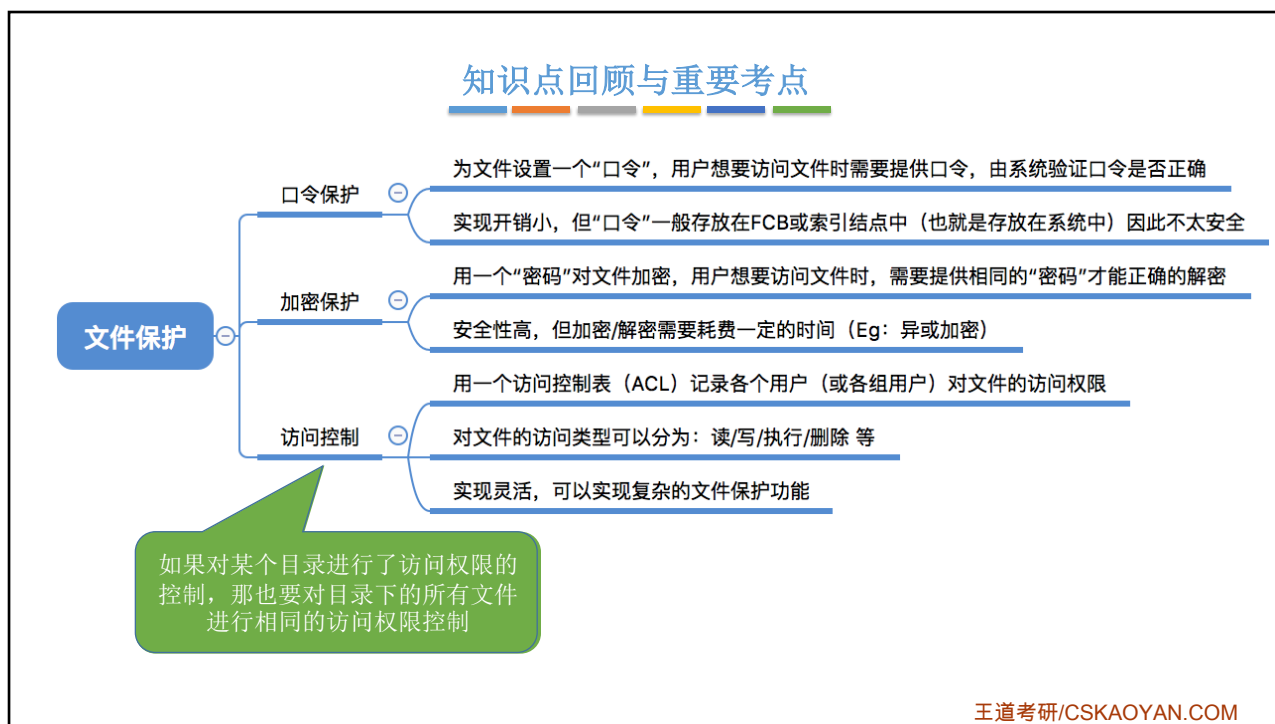 知识点回顾与重要考点
文件保护
口令保护
为文件设置一个“口令”，用户想要访问文件时需要提供口令，由系统验证口令是否正确
实现开销小，但“口令”一般存放在FCB或索引结点中（也就是存放在系统中）因此不太安全
加密保护
用一个“密码”对文件加密，用户想要访问文件时，需要提供相同的“密码”才能正确的解密
安全性高，但加密/解密需要耗费一定的时间（Eg：异或加密）
访问控制
用一个访问控制表（ACL）记录各个用户（或各组用户）对文件的访问权限
对文件的访问类型可以分为：读/写/执行/删除 等
实现灵活，可以实现复杂的文件保护功能
如果对某个目录进行了访问权限的
控制，那也要对目录下的所有文件
进行相同的访问权限控制
王道考研/CSKAOYAN.COM